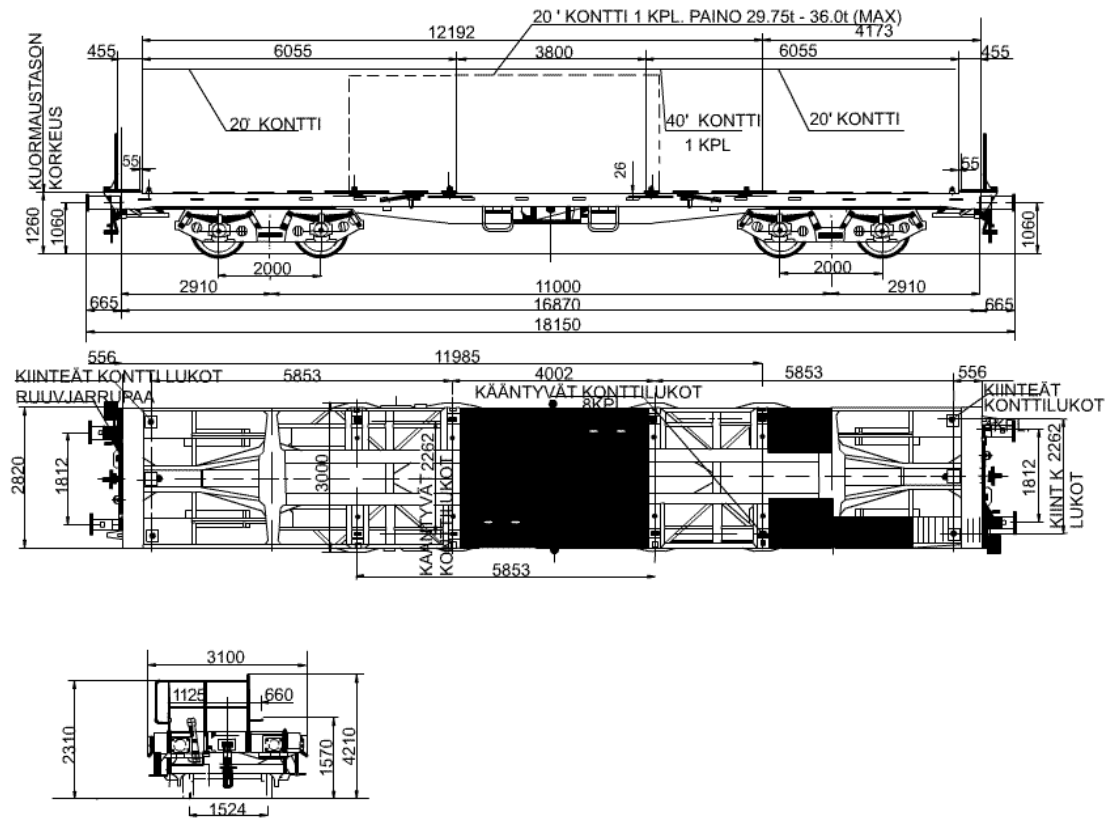 20 ' KONTTI 1 KPL. PAINO 29.75t - 36.0t (MAX)
12192
4173
455
6055
3800
6055
455
KUORMAUSTASON
KORKEUS
20' KONTTI
40' KONTTI
1 KPL
20' KONTTI
55
26
55
1260
1060
1060
2000
2000
2910
11000
2910
665
16870
665
18150
556
11985
KIINTEÄT KONTTILUKOT
RUUVJARRUPAA
5853
4002
5853
556
KÄÄNTYVÄT KONTTILUKOT
8KPL
KIINTEÄT
KONTTILUKOT
2820
1812
3000
KÄÄNTYVÄT 2262
KONTTILUKOT
1812
KIINT K 2262
LUKOT
5853
3100
1125
660
2310
1570
4210
1524